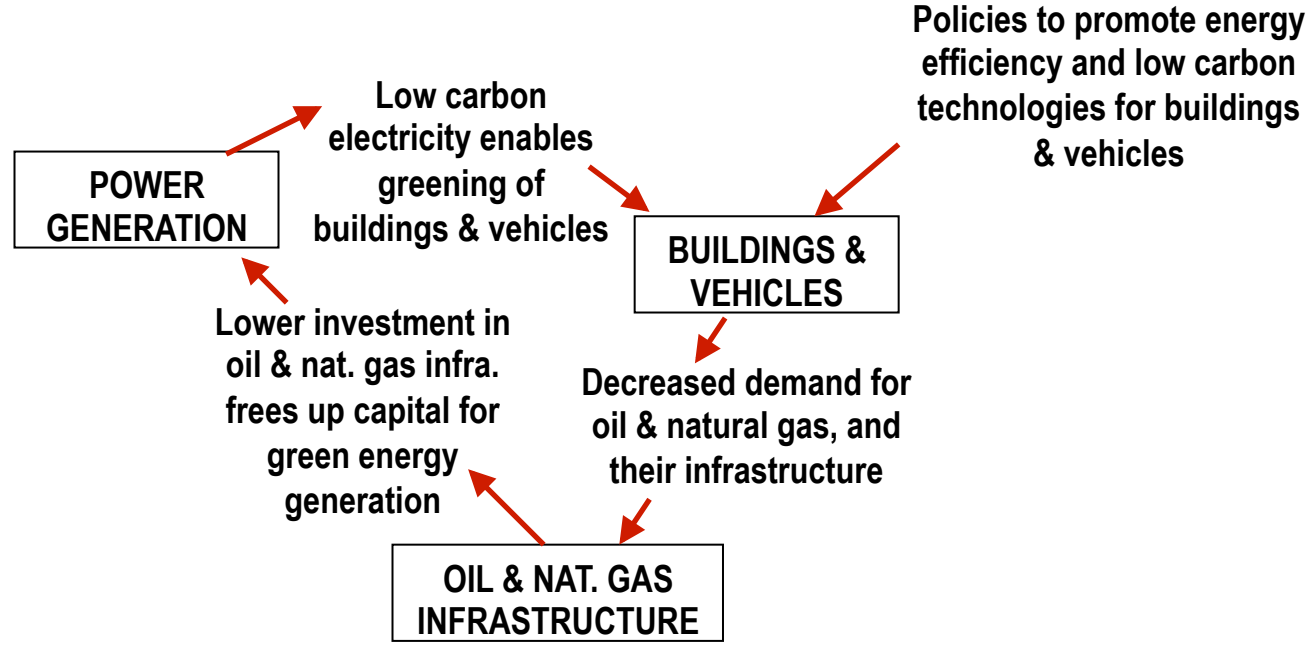 Policies to promote energy
efficiency and low carbon
technologies for buildings
& vehicles
Low carbon
electricity enables
greening of
buildings & vehicles
POWER
GENERATION
BUILDINGS &
VEHICLES
Lower investment in
oil & nat. gas infra.
frees up capital for
green energy
generation
Decreased demand for
oil & natural gas, and
their infrastructure
OIL & NAT. GAS
INFRASTRUCTURE